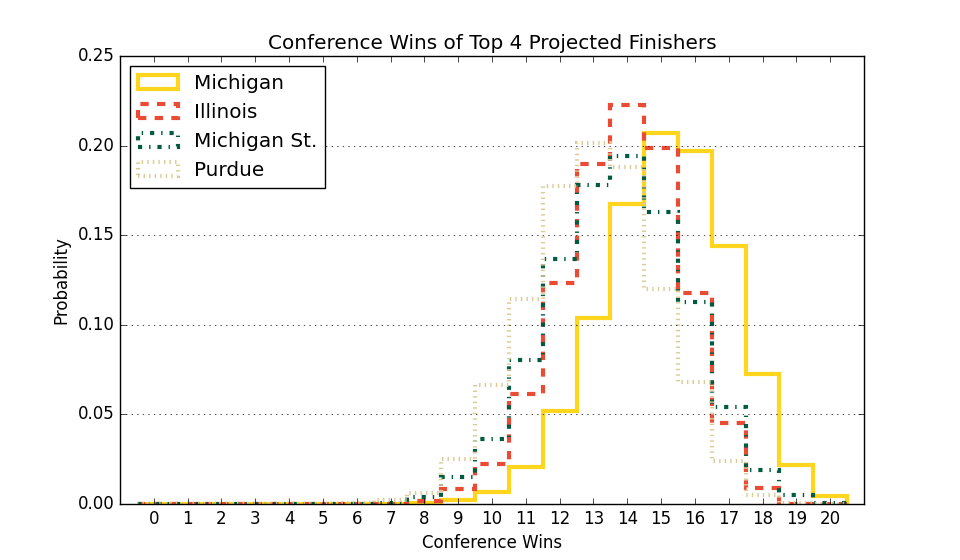 Conference Wins of Top 4 Projected Finishers
Michigan
Illinois
Michigan St.
Purdue
Probability
0.25
0.20
0.15
0.10
0.05
0.00
0 1 2 3 4 5 6 7 8 9 10 11 12 13 14 15 16 17 18 19 20
Conference Wins